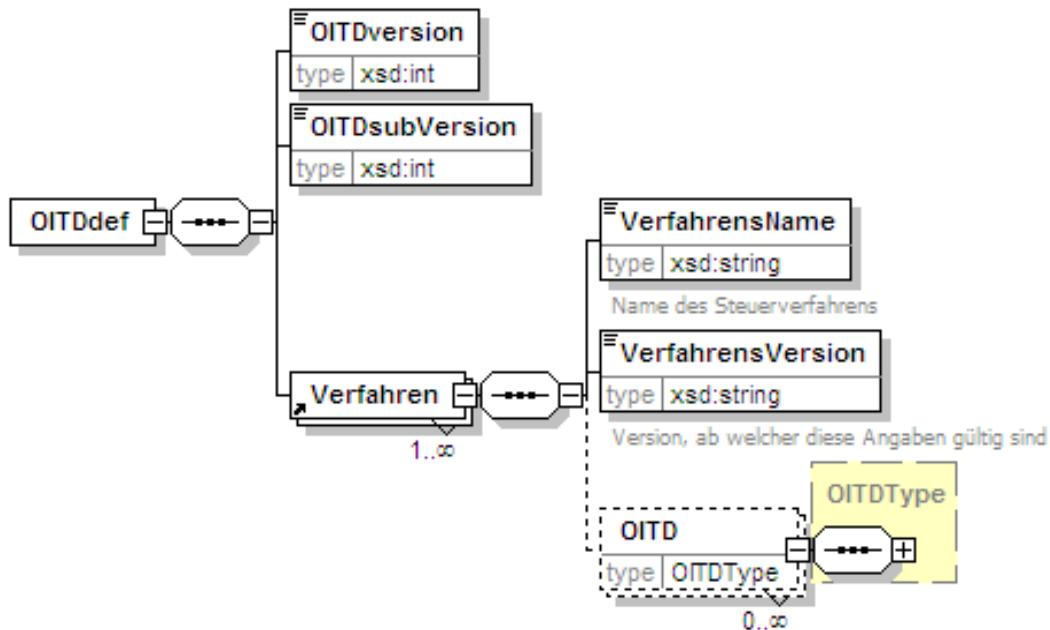 OITDversion
type xsd:int
OITDsubVersion
type xsd:int
OITDdef
VerfahrensName
type xsd:string
Name des Steuerverfahrens
VerfahrensVersion
type xsd:string
Version, ab welcher diese Angaben gültig sind
Verfahren
1..∞
OITDType
OITD
type OITDType
0..∞